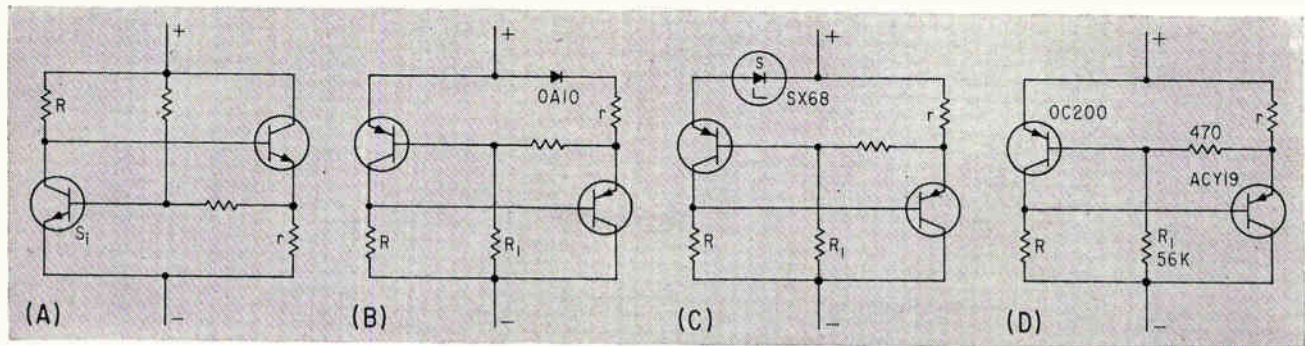 +
R
Si
r
−
(A)
+
OA10
r
R
R1
−
(B)
+
S
SX68
r
R
R1
−
(C)
+
OC200
r
470
ACY19
R
R1
56K
−
(D)